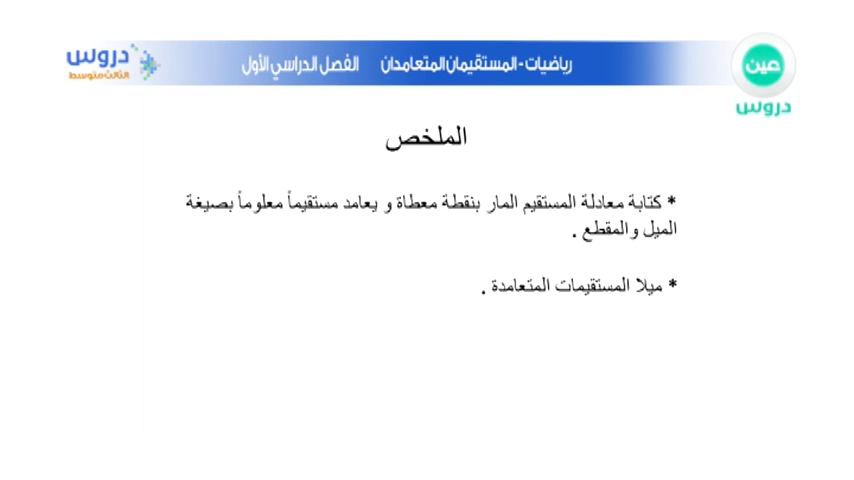 دروس
الثالث متوسط
رياضيات - المستقيمان المتعامدان الفصل الدراسي الأول
عين
دروس
الملخص
* كتابة معادلة المستقيم المار بنقطة معطاة و يعامد مستقيماً معلوماً بصيغة
الميل والمقطع .
* ميلا المستقيمات المتعامدة .